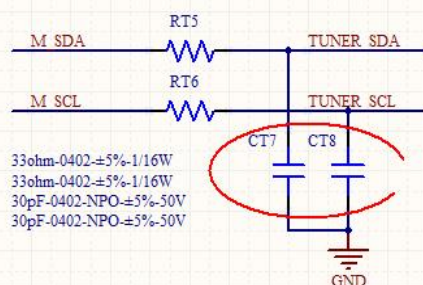 RT5
M_SDA TUNER_SDA
RT6
M_SCL TUNER_SCL
CT7 CT8
33ohm-0402-±5%-1/16W
33ohm-0402-±5%-1/16W
30pF-0402-NPO-±5%-50V
30pF-0402-NPO-±5%-50V
GND